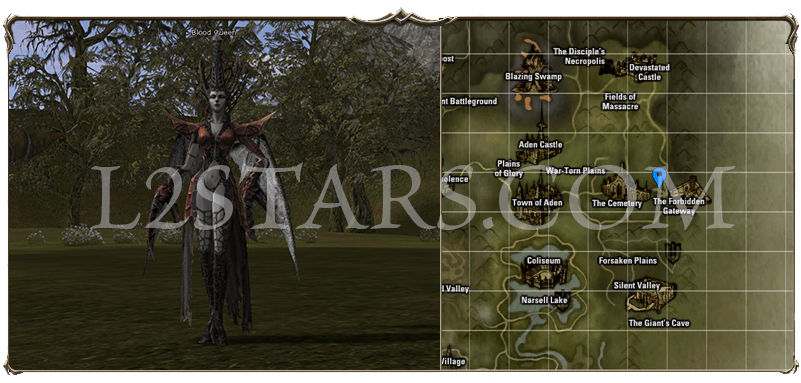 Blood Queen
L2STARS.COM
The Disciple's
Necropolis
Devastated
Castle
Blazing Swamp
ost
Fields of
Massacre
nt Battleground
Aden Castle
Plains
of Glory
War-Torn Plains
olence
Town of Aden
The Cemetery
The Forbidden
Gateway
Coliseum
Forsaken Plains
Silent Valley
d Valley
Narsell Lake
The Giant's Cave
Village